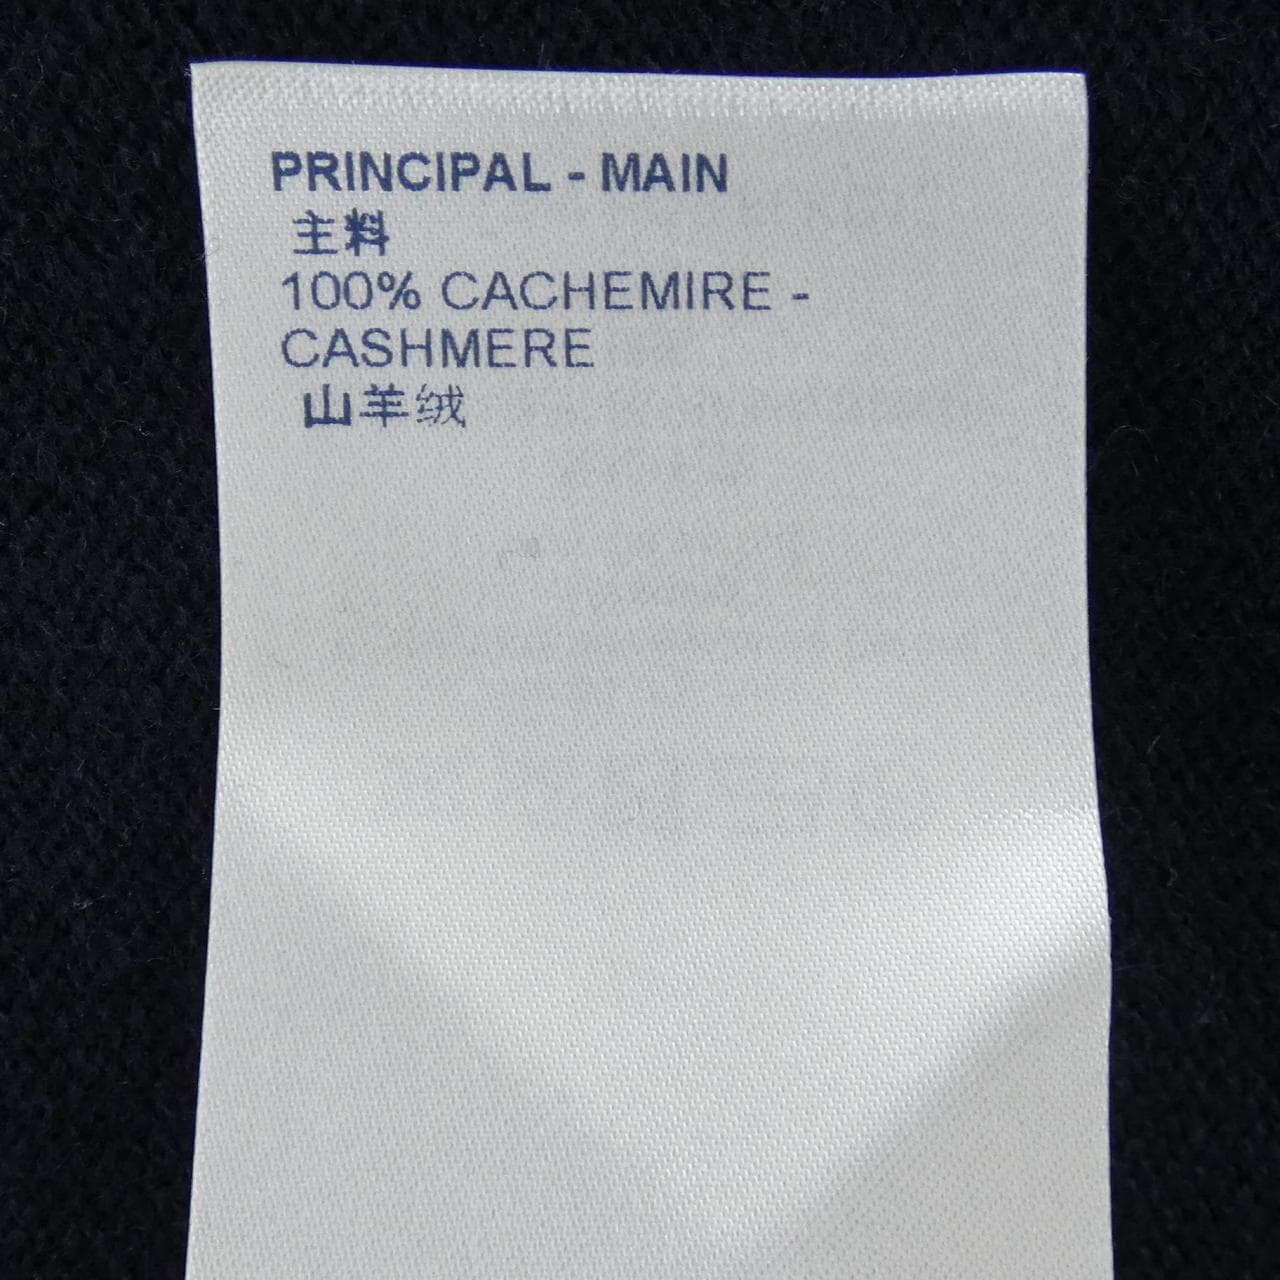 PRINCIPAL - MAIN
主料
100% CACHEMIRE -
CASHMERE
山羊绒